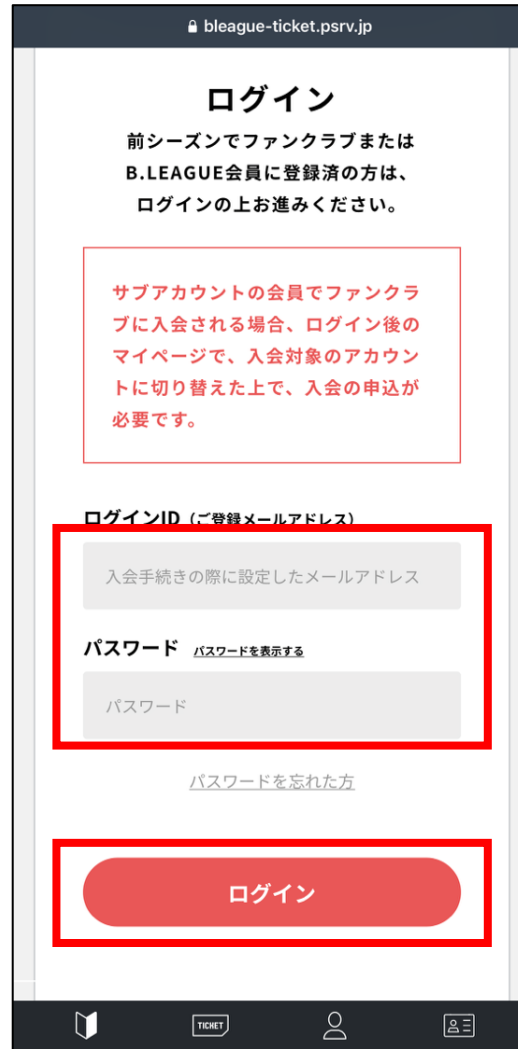 bleague-ticket.psrv.jp
ログイン
前シーズンでファンクラブまたは
B.LEAGUE会員に登録済の方は、
ログインの上お進みください。
サブアカウントの会員でファンクラ
ブに入会される場合、ログイン後の
マイページで、入会対象のアカウン
トに切り替えた上で、入会の申込が
必要です。
ログインID（ご登録メールアドレス）
入会手続きの際に設定したメールアドレス
パスワード パスワードを表示する
パスワード
パスワードを忘れた方
ログイン
TICKET